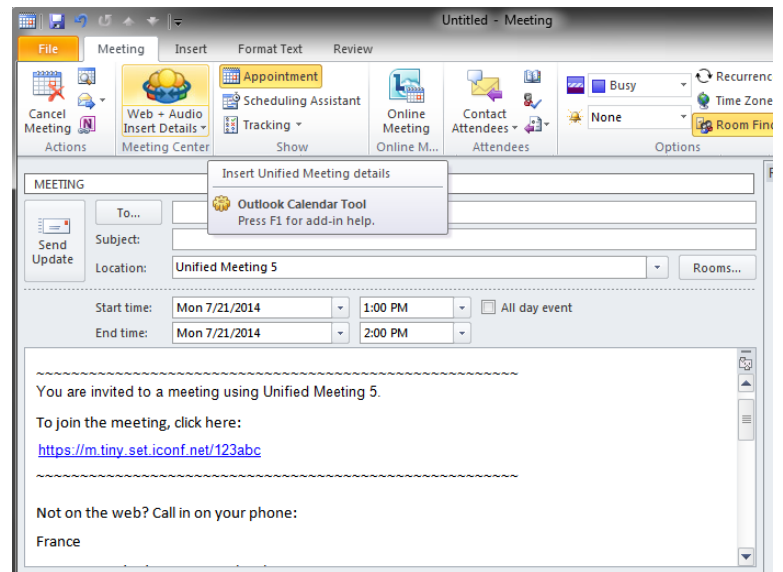 Untitled - Meeting
File Meeting Insert Format Text Review
Cancel Meeting
Actions
Web + Audio Insert Details
Meeting Center
Appointment
Scheduling Assistant
Tracking
Show
Online Meeting
Online M...
Contact Attendees
Attendees
Busy
None
Recurrenc
Time Zone
Room Find
Options
Insert Unified Meeting details
Outlook Calendar Tool
Press F1 for add-in help.
MEETING
Send Update
To...
Subject:
Location: Unified Meeting 5 Rooms...
Start time: Mon 7/21/2014 1:00 PM All day event
End time: Mon 7/21/2014 2:00 PM
~~~~~~~~~~~~~~~~~~~~~~~~~~~~~~~~~~~~~~~~~~~~~~~~~~~~~~~
You are invited to a meeting using Unified Meeting 5.
To join the meeting, click here:
https://m.tiny.set.iconf.net/123abc
~~~~~~~~~~~~~~~~~~~~~~~~~~~~~~~~~~~~~~~~~~~~~~~~~~~~~~~
Not on the web? Call in on your phone:
France